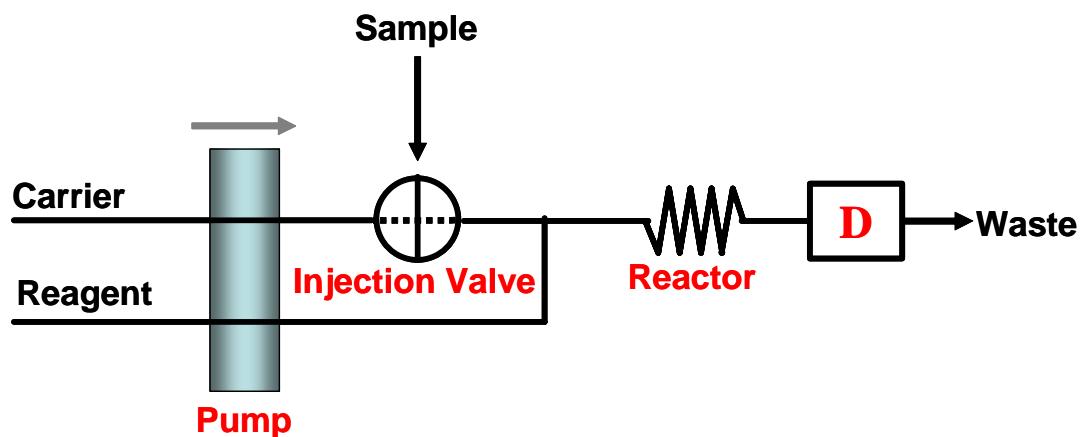 Sample
Carrier
Injection Valve
Reagent
Reactor
D
Waste
Pump